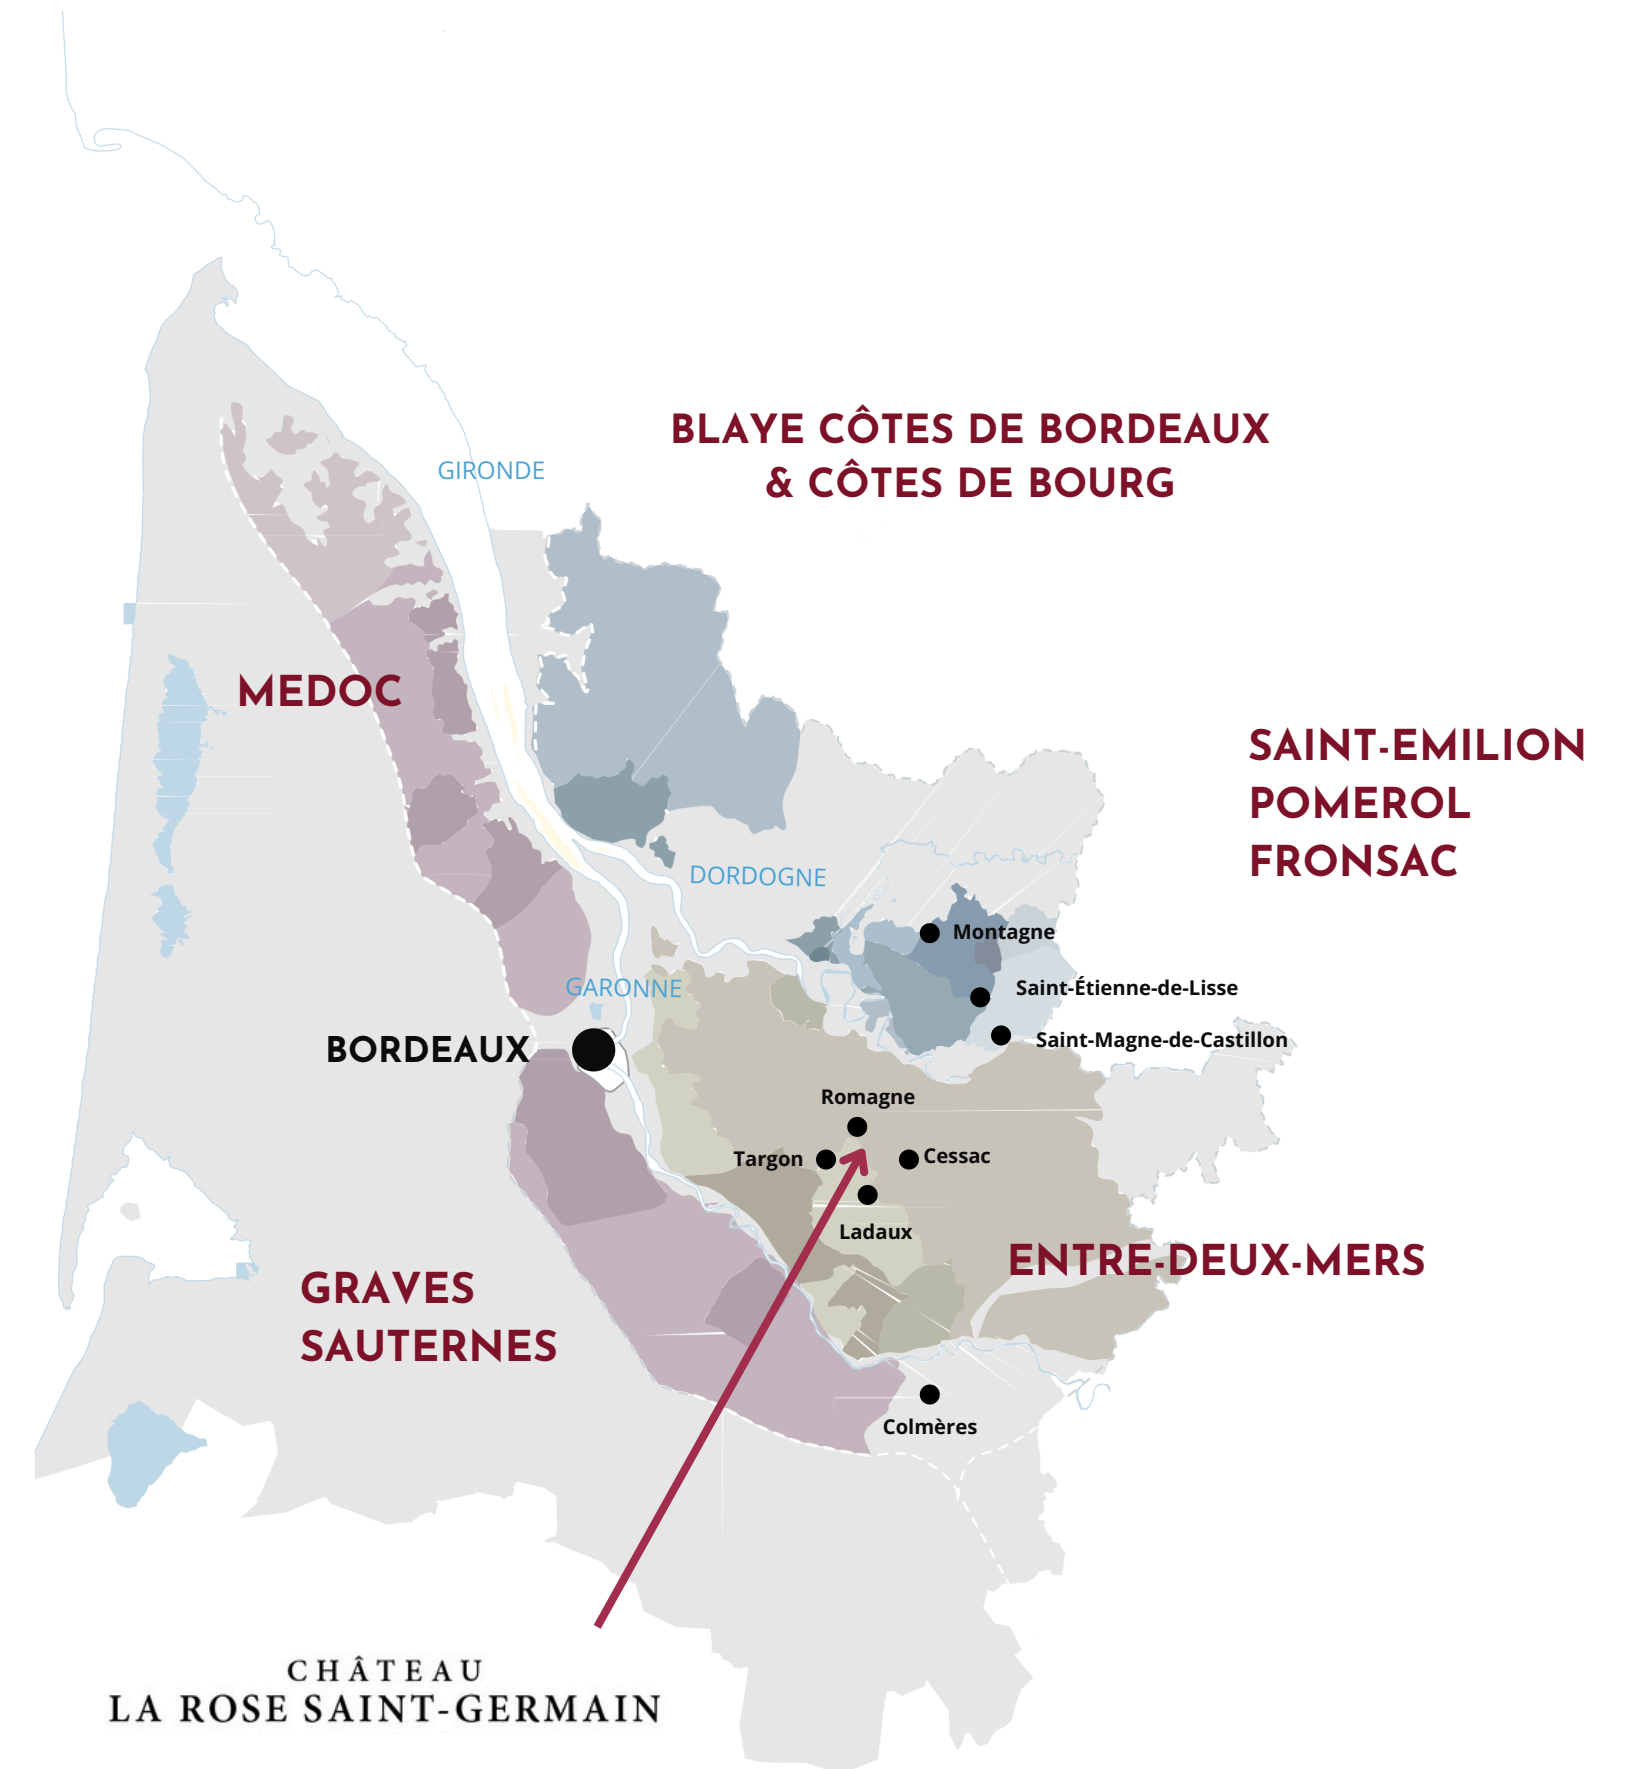 BLAYE CÔTES DE BORDEAUX
& CÔTES DE BOURG
GIRONDE
MEDOC
SAINT-EMILION
POMEROL
FRONSAC
DORDOGNE
Montagne
GARONNE
Saint-Étienne-de-Lisse
BORDEAUX
Saint-Magne-de-Castillon
Romagne
Targon
Cessac
Ladaux
ENTRE-DEUX-MERS
GRAVES
SAUTERNES
Colmères
CHÂTEAU
LA ROSE SAINT-GERMAIN